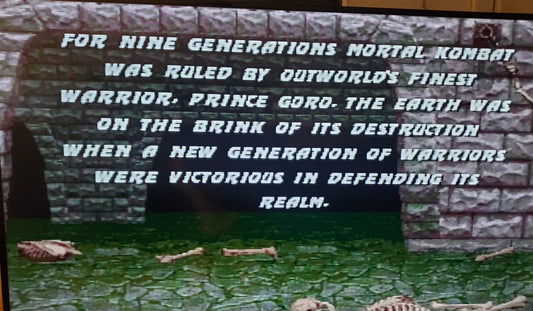 FOR NINE GENERATIONS MORTAL KOMBAT
WAS RULED BY OUTWORLD'S FINEST
WARRIOR, PRINCE GORO. THE EARTH WAS
ON THE BRINK OF ITS DESTRUCTION
WHEN A NEW GENERATION OF WARRIORS
WERE VICTORIOUS IN DEFENDING ITS
REALM.